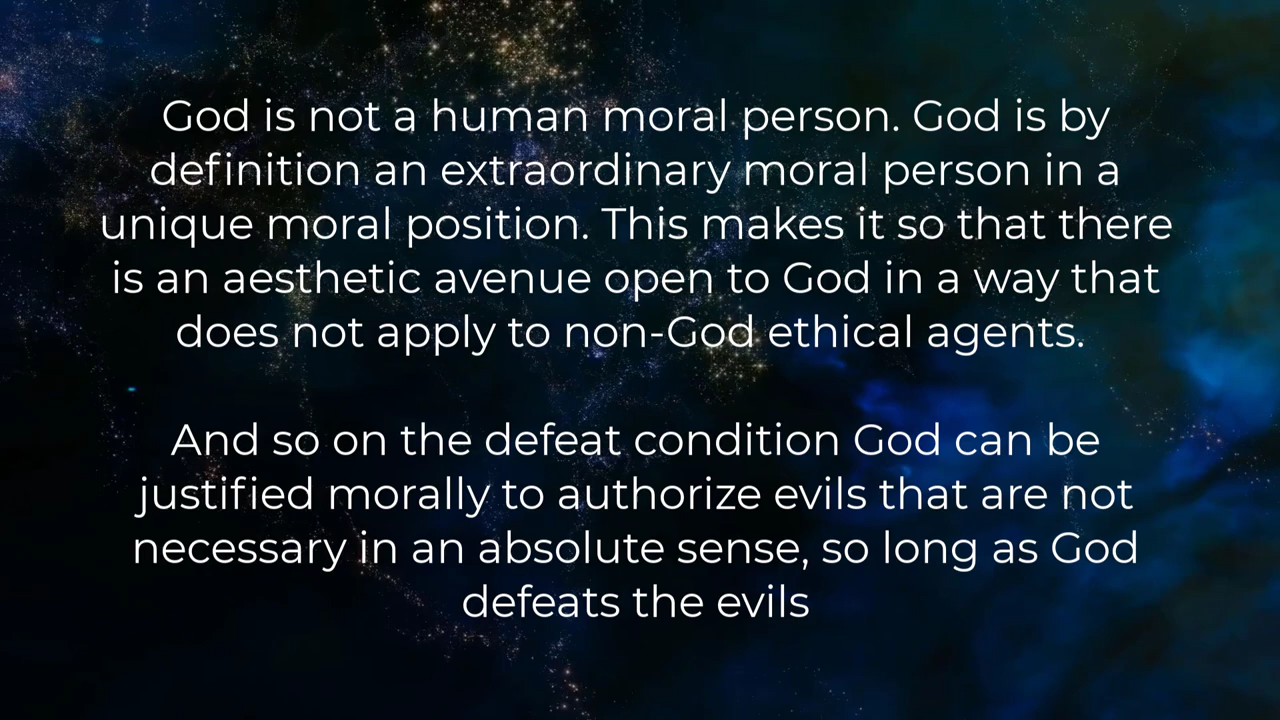 God is not a human moral person. God is by
definition an extraordinary moral person in a
unique moral position. This makes it so that there
is an aesthetic avenue open to God in a way that
does not apply to non-God ethical agents.
And so on the defeat condition God can be
justified morally to authorize evils that are not
necessary in an absolute sense, so long as God
defeats the evils